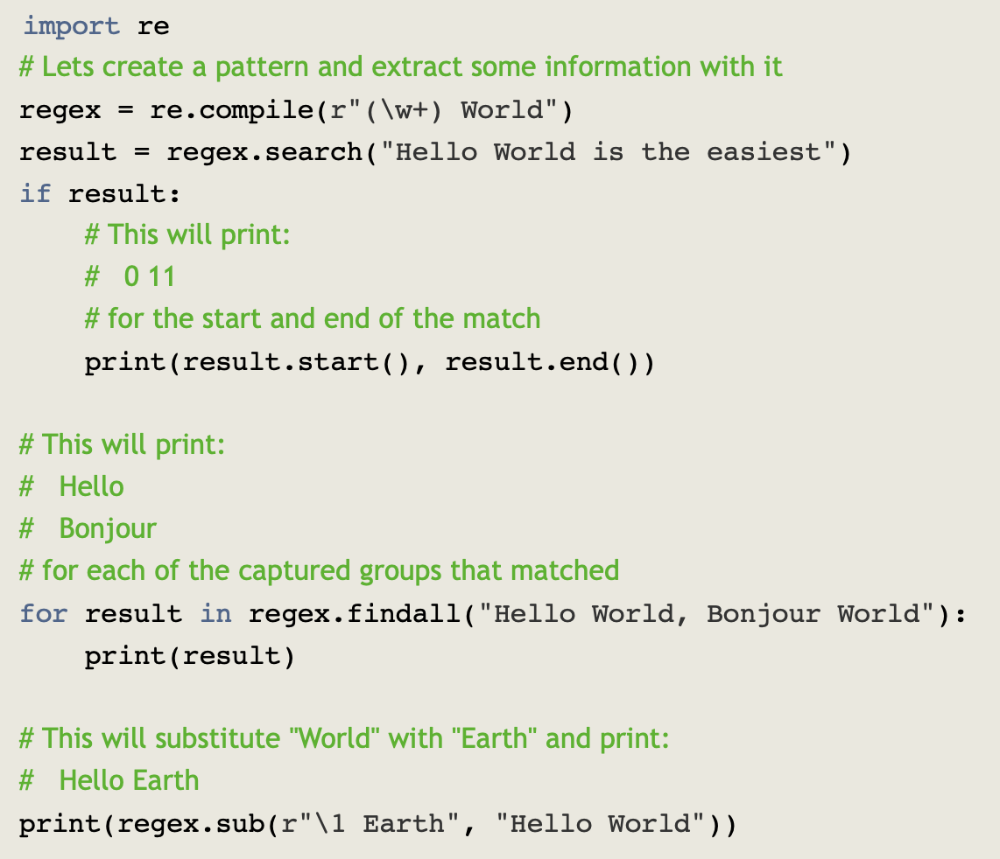 import re
# Lets create a pattern and extract some information with it
regex = re.compile(r"(\w+) World")
result = regex.search("Hello World is the easiest")
if result:
    # This will print:
    #   0 11
    # for the start and end of the match
    print(result.start(), result.end())

# This will print:
#   Hello
#   Bonjour
# for each of the captured groups that matched
for result in regex.findall("Hello World, Bonjour World"):
    print(result)

# This will substitute "World" with "Earth" and print:
#   Hello Earth
print(regex.sub(r"\1 Earth", "Hello World"))